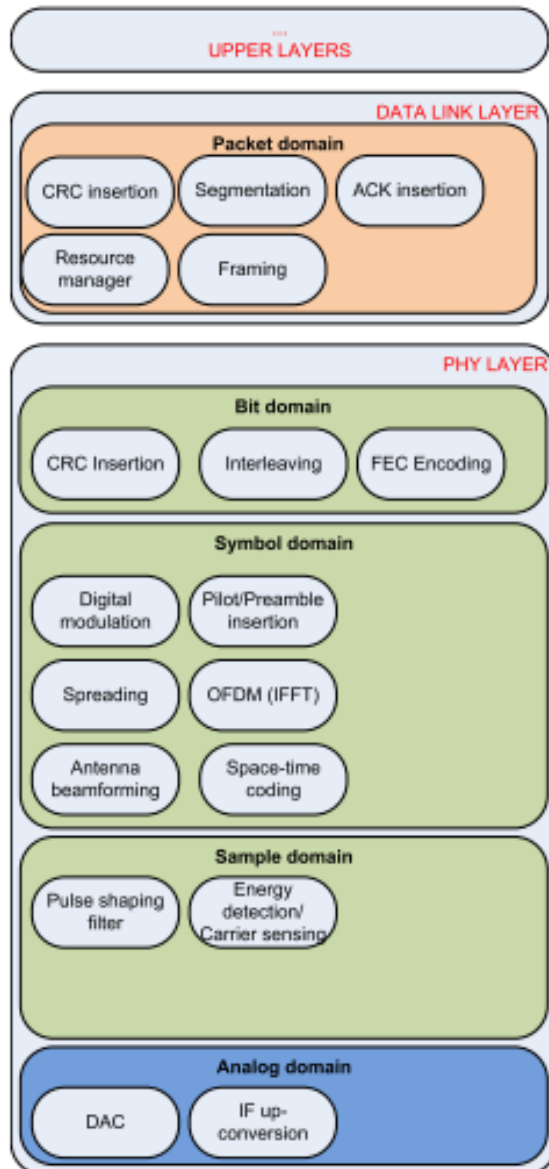 ...
UPPER LAYERS
DATA LINK LAYER
Packet domain
CRC insertion
Segmentation
ACK insertion
Resource
manager
Framing
PHY LAYER
Bit domain
CRC Insertion
Interleaving
FEC Encoding
Symbol domain
Digital
modulation
Pilot/Preamble
insertion
Spreading
OFDM (IFFT)
Antenna
beamforming
Space-time
coding
Sample domain
Pulse shaping
filter
Energy
detection/
Carrier sensing
Analog domain
DAC
IF up-
conversion